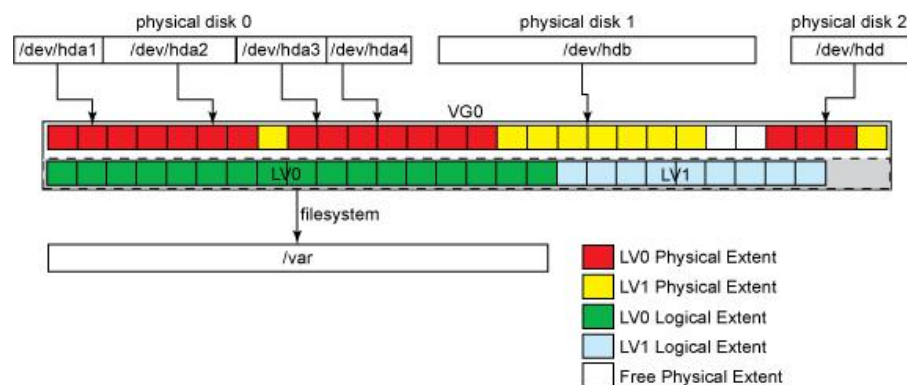 physical disk 0
physical disk 1
physical disk 2
/dev/hda1
/dev/hda2
/dev/hda3
/dev/hda4
/dev/hdb
/dev/hdd
VG0
LV0
LV1
filesystem
/var
LV0 Physical Extent
LV1 Physical Extent
LV0 Logical Extent
LV1 Logical Extent
Free Physical Extent